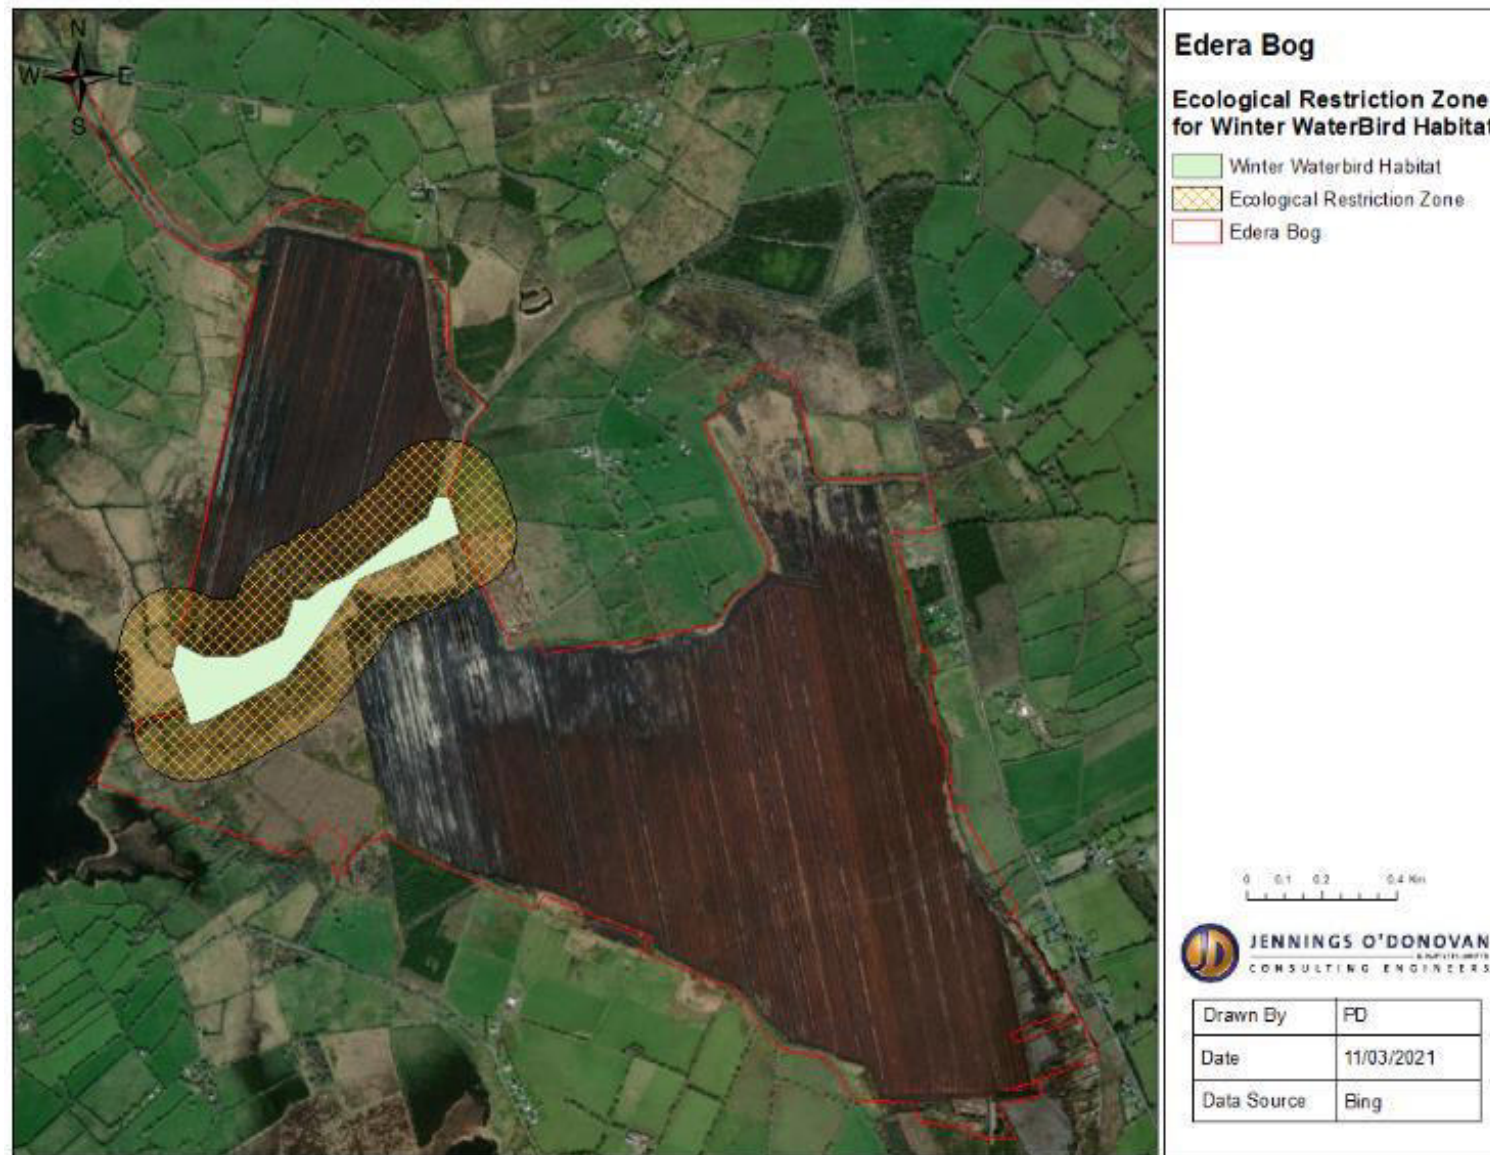 N
W E
S
Edera Bog
Ecological Restriction Zone
for Winter WaterBird Habitat
Winter Waterbird Habitat
Ecological Restriction Zone
Edera Bog
0 0.1 0.2 0.4 Km
JD
JENNINGS O'DONOVAN
CONSULTING ENGINEERS
Drawn By PD
Date 11/03/2021
Data Source Bing